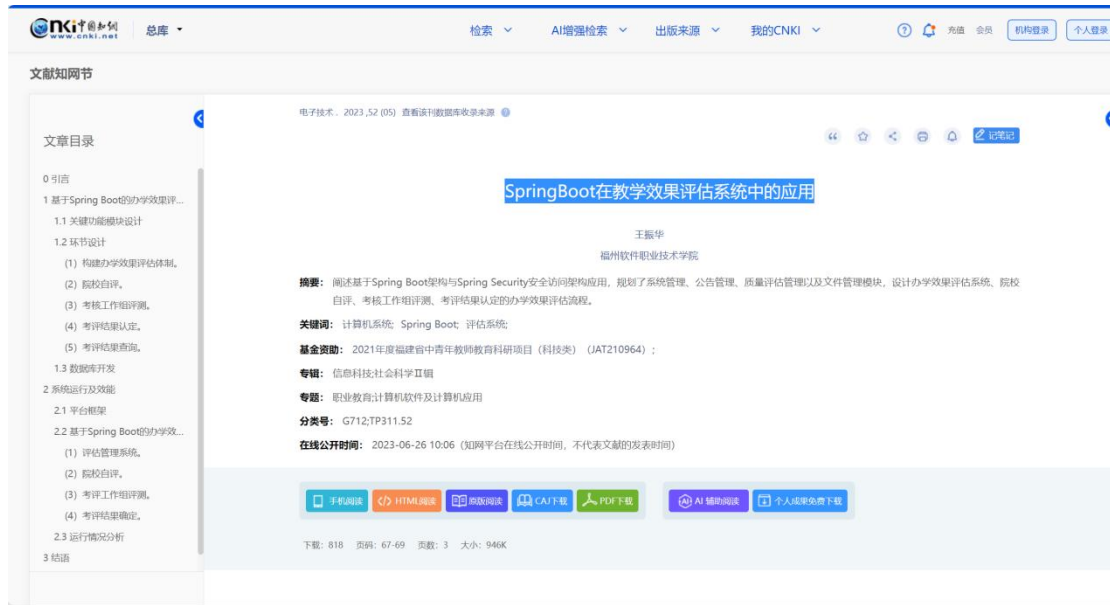 cnki中国知网
www.cnki.net
总库
检索
AI增强检索
出版来源
我的CNKI
充值
会员
机构登录
个人登录
文献知网节
文章目录
0 引言
1 基于Spring Boot的办学效果评...
1.1 关键功能模块设计
1.2 环节设计
(1) 构建办学效果评估体制。
(2) 院校自评。
(3) 考核工作组评测。
(4) 考评结果认定。
(5) 考评结果查询。
1.3 数据库开发
2 系统运行及效能
2.1 平台框架
2.2 基于Spring Boot的办学效...
(1) 评估管理系统。
(2) 院校自评。
(3) 考评工作组评测。
(4) 考评结果确定。
2.3 运行情况分析
3 结语
电子技术 . 2023 ,52 (05) 查看该刊数据库收录来源
记笔记
SpringBoot在教学效果评估系统中的应用
王振华
福州软件职业技术学院
摘要： 阐述基于Spring Boot架构与Spring Security安全访问架构应用，规划了系统管理、公告管理、质量评估管理以及文件管理模块，设计办学效果评估系统、院校
自评、考核工作组评测、考评结果认定的办学效果评估流程。
关键词： 计算机系统; Spring Boot; 评估系统;
基金资助： 2021年度福建省中青年教师教育科研项目（科技类）（JAT210964）;
专辑： 信息科技;社会科学Ⅱ辑
专题： 职业教育;计算机软件及计算机应用
分类号： G712;TP311.52
在线公开时间： 2023-06-26 10:06（知网平台在线公开时间，不代表文献的发表时间）
手机阅读
HTML阅读
原版阅读
CAJ下载
PDF下载
AI 辅助阅读
个人成果免费下载
下载: 818 页码: 67-69 页数: 3 大小: 946K